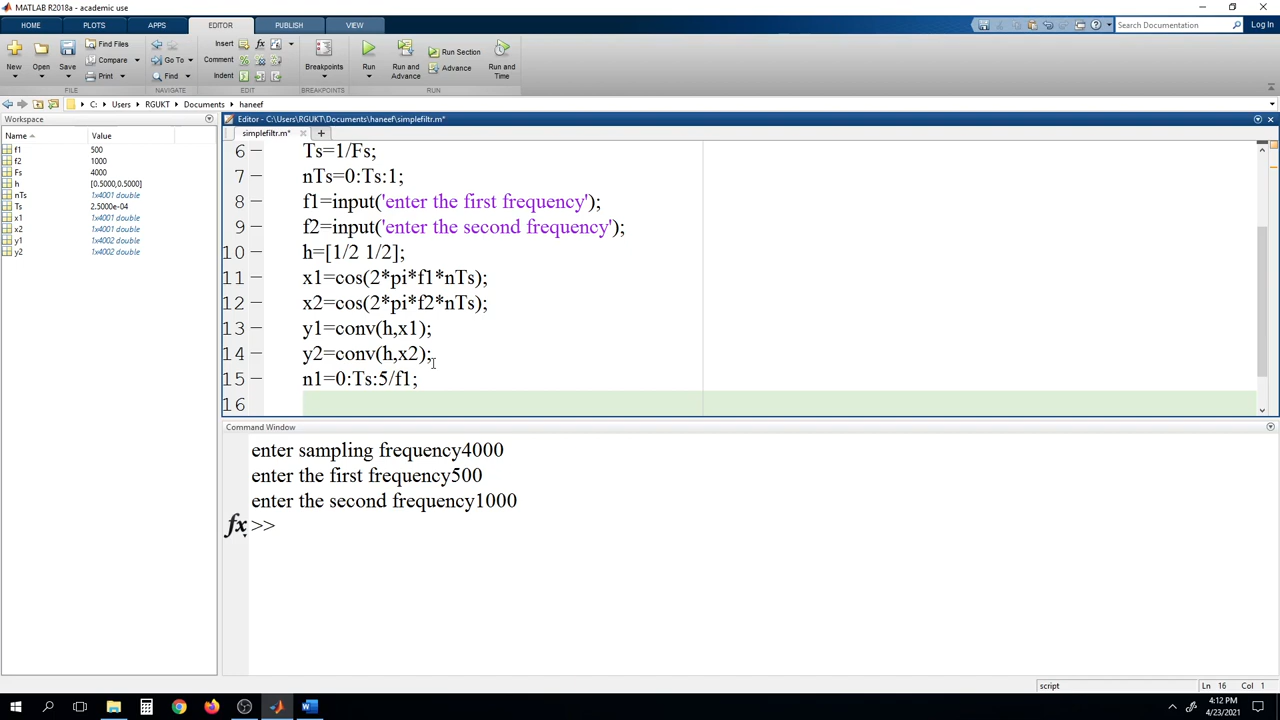 MATLAB R2018a - academic use
HOME PLOTS APPS EDITOR PUBLISH VIEW
Search Documentation Log In
New Open Save
Find Files
Compare
Print
Go To
Find
Insert
Comment
Indent
Breakpoints
Run
Run and Advance
Run Section
Advance
Run and Time
FILE NAVIGATE EDIT BREAKPOINTS RUN
C: Users RGUKT Documents haneef
Workspace
Name Value
f1 500
f2 1000
Fs 4000
h [0.5000,0.5000]
nTs 1x4001 double
Ts 2.5000e-04
x1 1x4001 double
x2 1x4001 double
y1 1x4002 double
y2 1x4002 double
Editor - C:\Users\RGUKT\Documents\haneef\simplefiltr.m*
simplefiltr.m*
6 Ts=1/Fs;
7 nTs=0:Ts:1;
8 f1=input('enter the first frequency');
9 f2=input('enter the second frequency');
10 h=[1/2 1/2];
11 x1=cos(2*pi*f1*nTs);
12 x2=cos(2*pi*f2*nTs);
13 y1=conv(h,x1);
14 y2=conv(h,x2);
15 n1=0:Ts:5/f1;
16
Command Window
enter sampling frequency4000
enter the first frequency500
enter the second frequency1000
fx >>
script Ln 16 Col 1
4:12 PM
4/23/2021